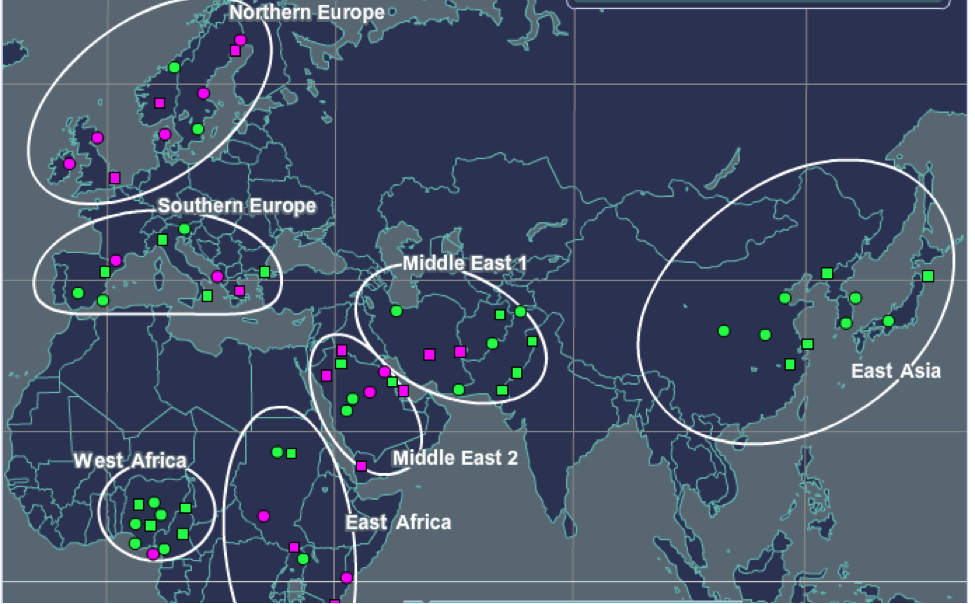 Northern Europe
Southern Europe
Middle East 1
East Asia
Middle East 2
West Africa
East Africa